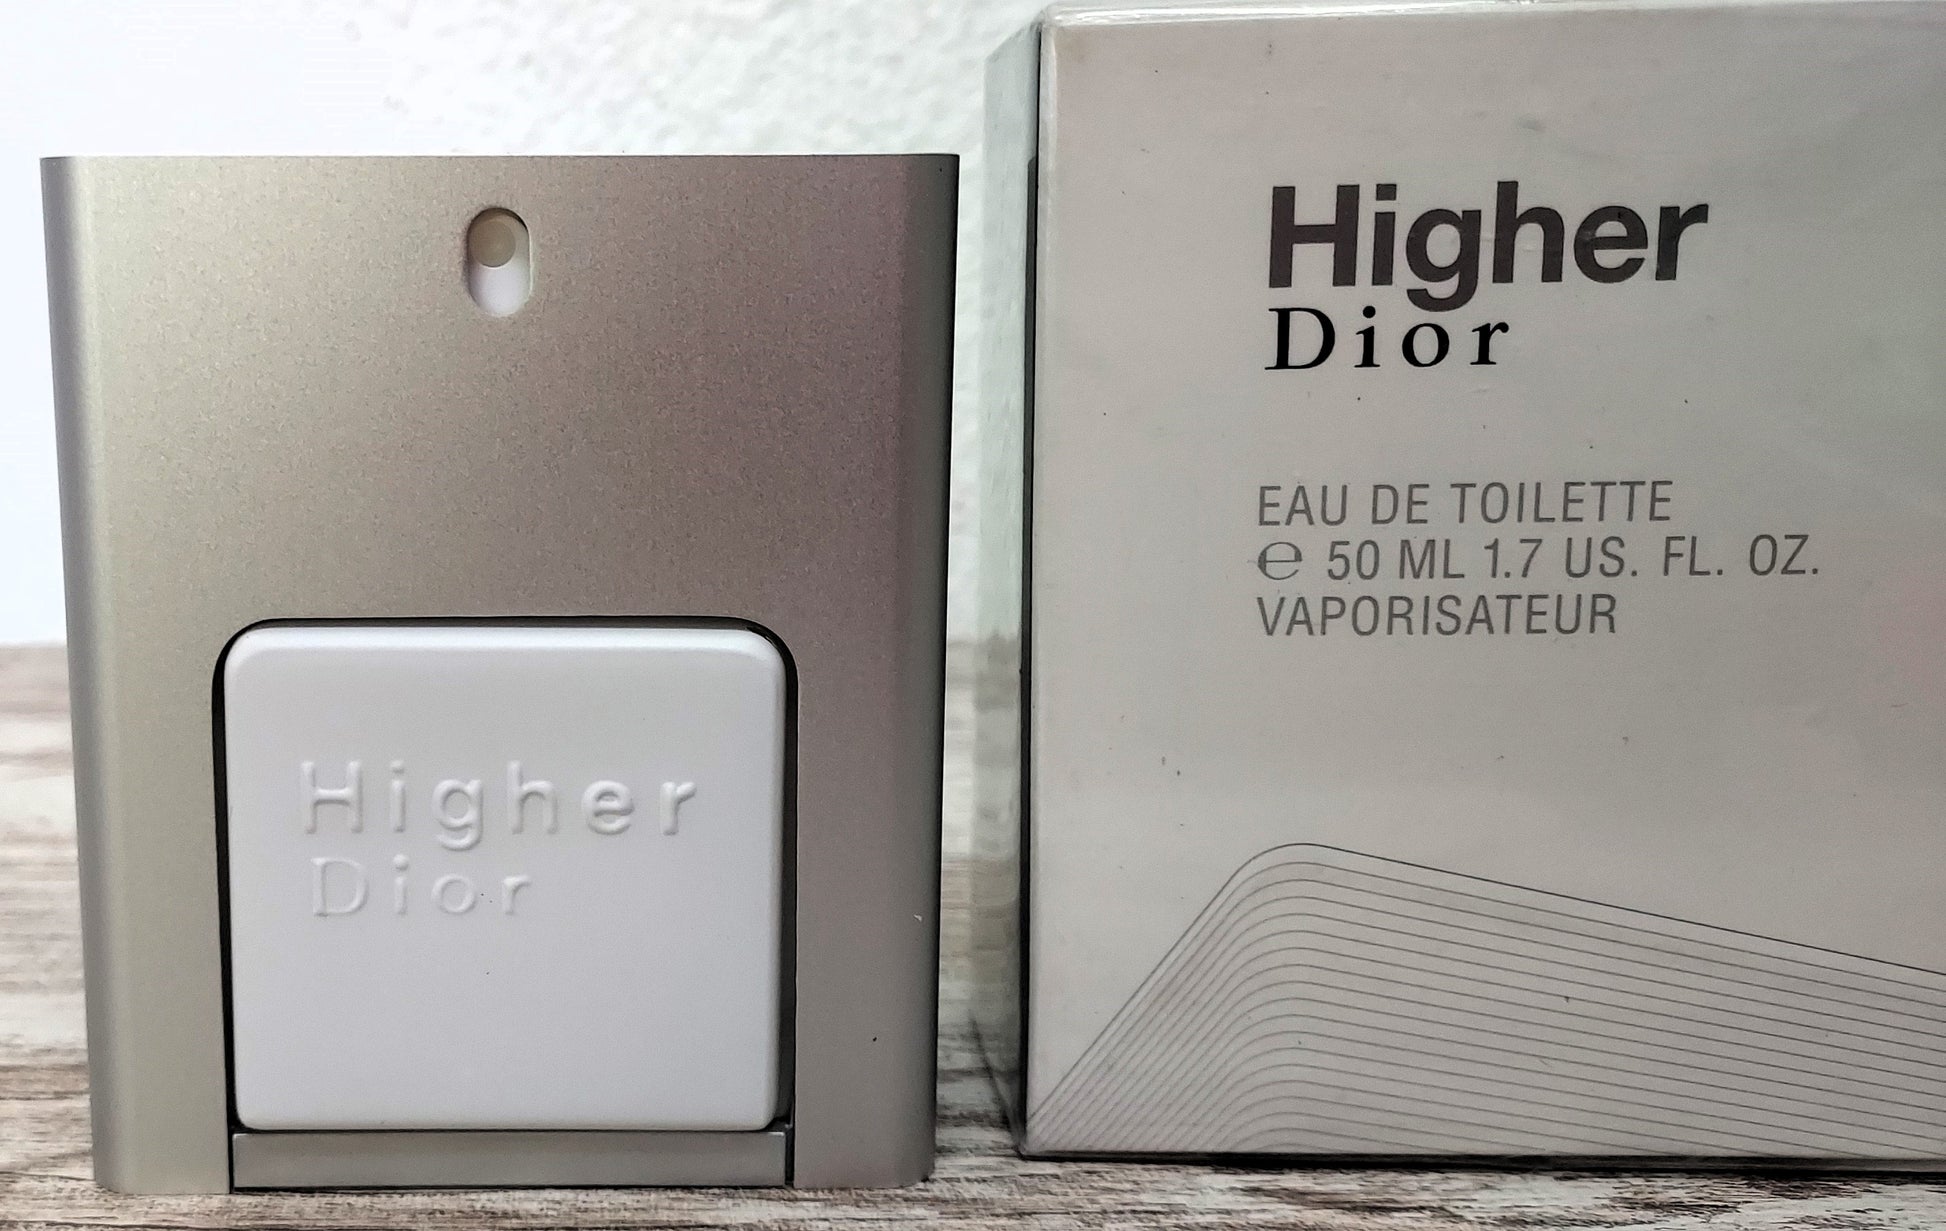 Higher
Dior
Higher
Dior
EAU DE TOILETTE
℮ 50 ML 1.7 US. FL. OZ.
VAPORISATEUR